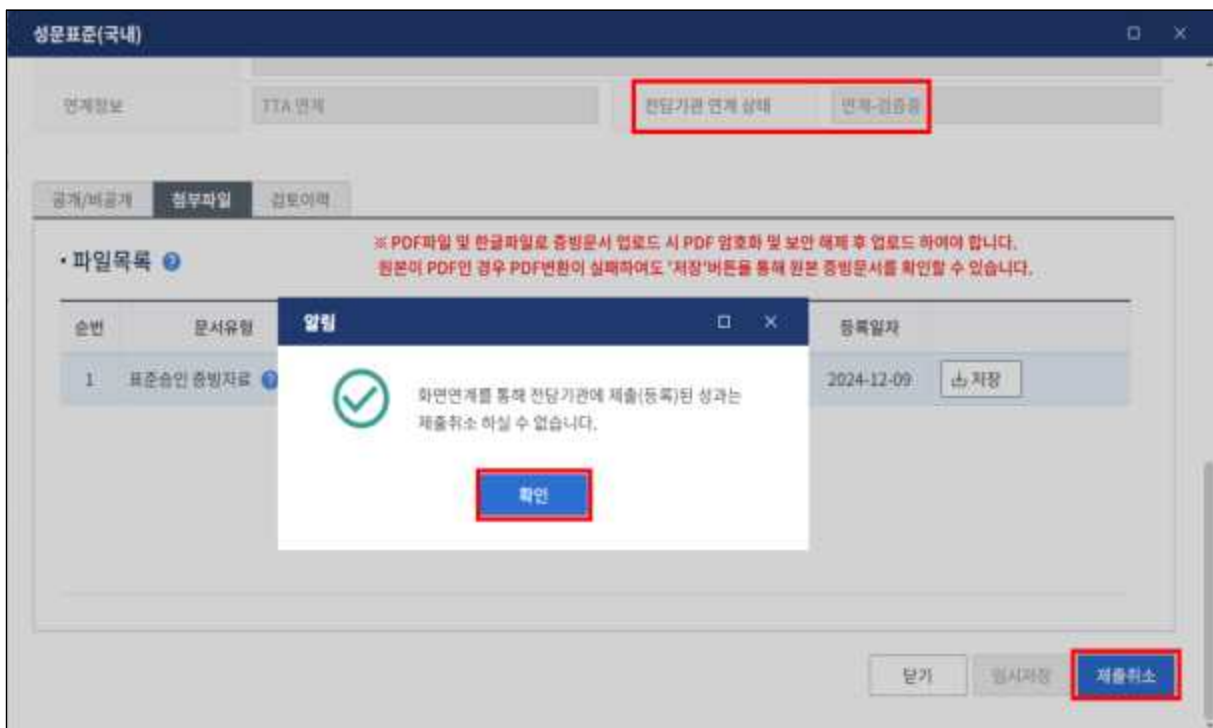 성문표준(국내)
연계정보
TTA 연계
전담기관 연계 상태
연계-검증중
공개/비공개
첨부파일
검토이력
• 파일목록 ?
※ PDF파일 및 한글파일로 증빙문서 업로드 시 PDF 암호화 및 보안 해제 후 업로드 하여야 합니다.
원본이 PDF인 경우 PDF변환이 실패하여도 '저장'버튼을 통해 원본 증빙문서를 확인할 수 있습니다.
순번
문서유형
등록일자
1
표준승인 증빙자료 ?
2024-12-09
저장
알림
화면연계를 통해 전담기관에 제출(등록)된 성과는
제출취소 하실 수 없습니다.
확인
닫기
임시저장
제출취소